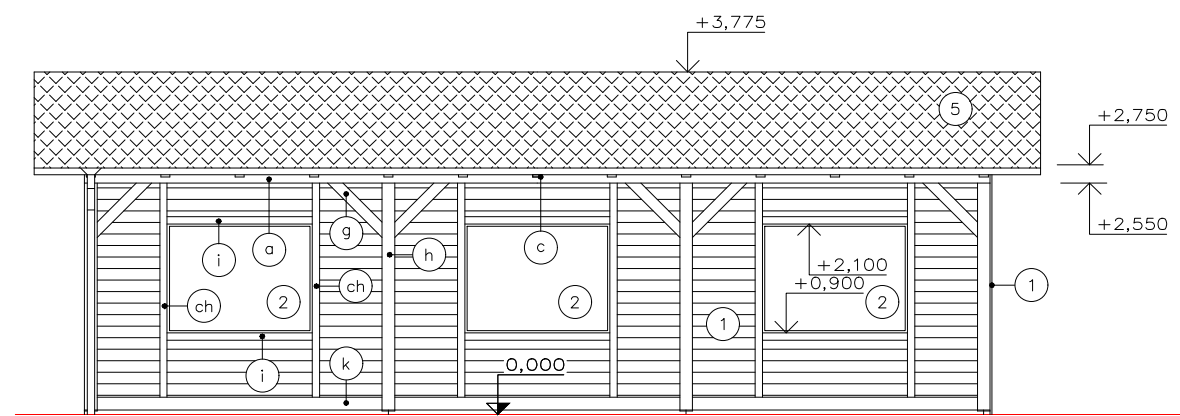 +3,775
5
+2,750
+2,550
g
i
a
h
c
+2,100
+0,900
ch
2
ch
2
2
1
1
i
k
0,000